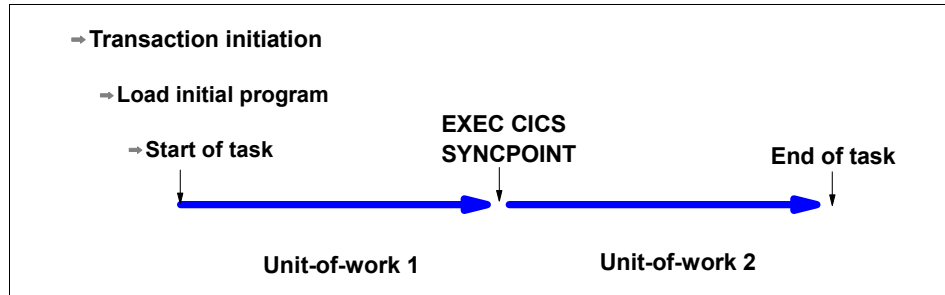 Transaction initiation
Load initial program
Start of task
EXEC CICS
SYNCPOINT
End of task
Unit-of-work 1
Unit-of-work 2